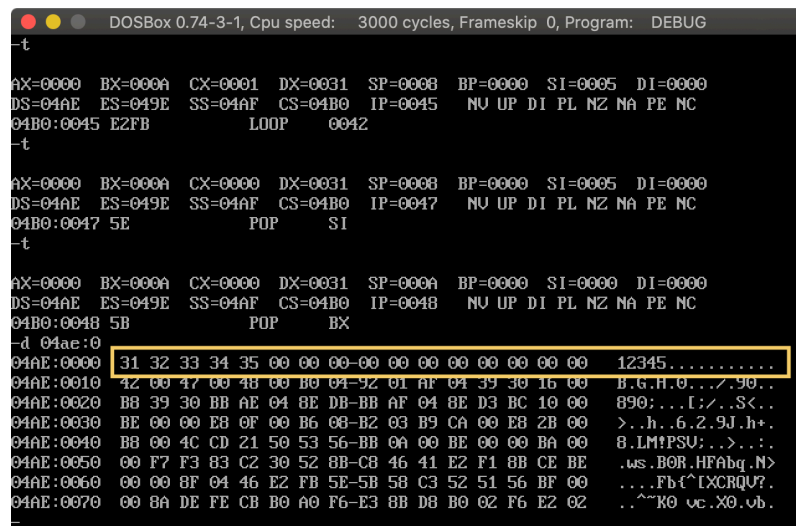 DOSBox 0.74-3-1, Cpu speed: 3000 cycles, Frameskip 0, Program: DEBUG
-t
AX=0000 BX=000A CX=0001 DX=0031 SP=0008 BP=0000 SI=0005 DI=0000
DS=04AE ES=049E SS=04AF CS=04B0 IP=0045 NV UP DI PL NZ NA PE NC
04B0:0045 E2FB LOOP 0042
-t
AX=0000 BX=000A CX=0000 DX=0031 SP=0008 BP=0000 SI=0005 DI=0000
DS=04AE ES=049E SS=04AF CS=04B0 IP=0047 NV UP DI PL NZ NA PE NC
04B0:0047 5E POP SI
-t
AX=0000 BX=000A CX=0000 DX=0031 SP=000A BP=0000 SI=0000 DI=0000
DS=04AE ES=049E SS=04AF CS=04B0 IP=0048 NV UP DI PL NZ NA PE NC
04B0:0048 5B POP BX
-d 04ae:0
04AE:0000 31 32 33 34 35 00 00 00-00 00 00 00 00 00 00 00 12345...........
04AE:0010 42 00 47 00 48 00 B0 04-92 01 AF 04 39 30 16 00 B.G.H.0.../.90..
04AE:0020 B8 39 30 BB AE 04 8E DB-BB AF 04 8E D3 BC 10 00 890;...[;/..S<..
04AE:0030 BE 00 00 E8 0F 00 B6 08-B2 03 B9 CA 00 E8 2B 00 >..h..6.2.9J.h+.
04AE:0040 B8 00 4C CD 21 50 53 56-BB 0A 00 BE 00 00 BA 00 8.LM!PSV;..>..:.
04AE:0050 00 F7 F3 83 C2 30 52 8B-C8 46 41 E2 F1 8B CE BE .ws.B0R.HFAbq.N>
04AE:0060 00 00 8F 04 46 E2 FB 5E-5B 58 C3 52 51 56 BF 00 ....Fb{^[XCRQV?.
04AE:0070 00 8A DE FE CB B0 A0 F6-E3 8B D8 B0 02 F6 E2 02 ..^~K0 vc.X0.vb.